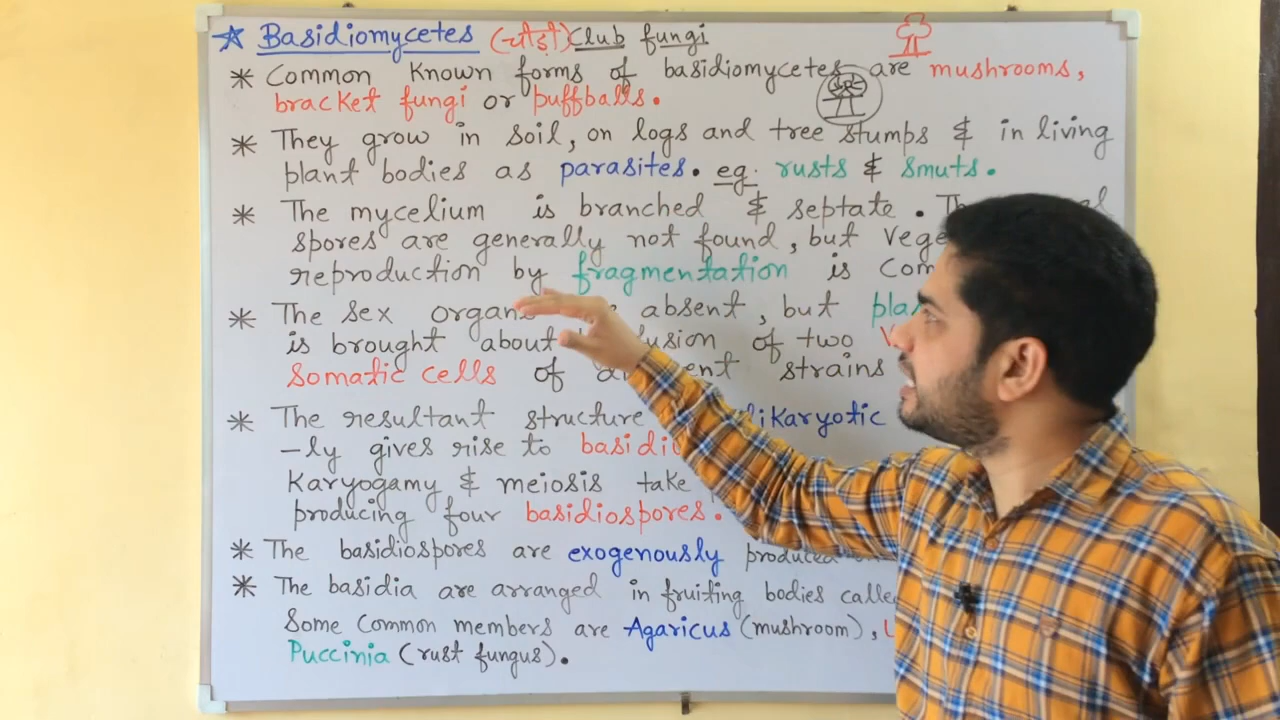 Basidiomycetes Club fungi
* Common Known forms of basidiomycetes are mushrooms,
bracket fungi or puffballs.
* They grow in soil, on logs and tree stumps & in living
plant bodies as parasites. eg. rusts & smuts.
* The mycelium is branched & septate.
spores are generally not found, but
reproduction by fragmentation is
* The Sex absent, but
is brought about of two
Somatic cells of strains
* The resultant structure
-ly gives rise to
Karyogamy & meiosis take
producing four basidiospores.
* The basidiospores are exogenously produced
* The basidia are arranged in fruiting bodies called
Some Common members are Agaricus (mushroom),
Puccinia (rust fungus).